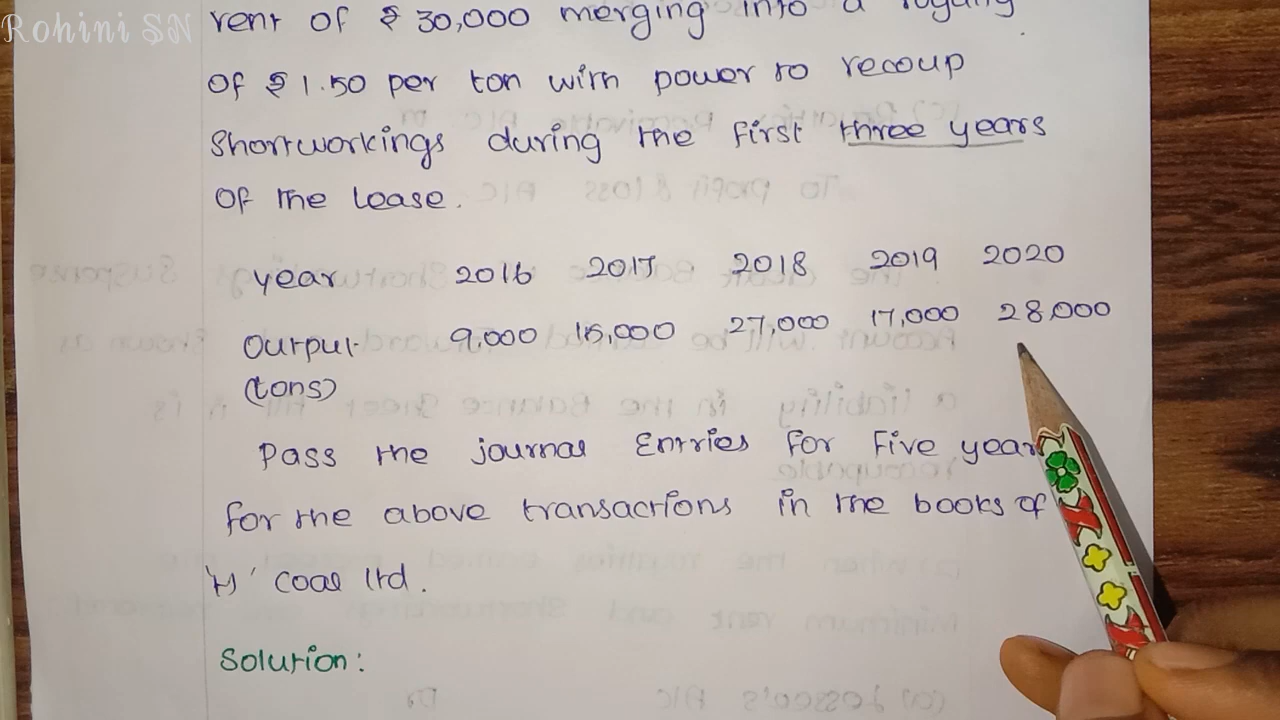 Rohini SN
rent of $ 30,000 merging into a royalty
of $ 1.50 per ton with power to recoup
Shortworkings during the first three years
of the lease.
year 2016 2017 2018 2019 2020
Output 9,000 15,000 27,000 17,000 28,000
(tons)
Pass the journal Entries for Five year
for the above transactions in the books of
'H' Coal ltd.
Solution: